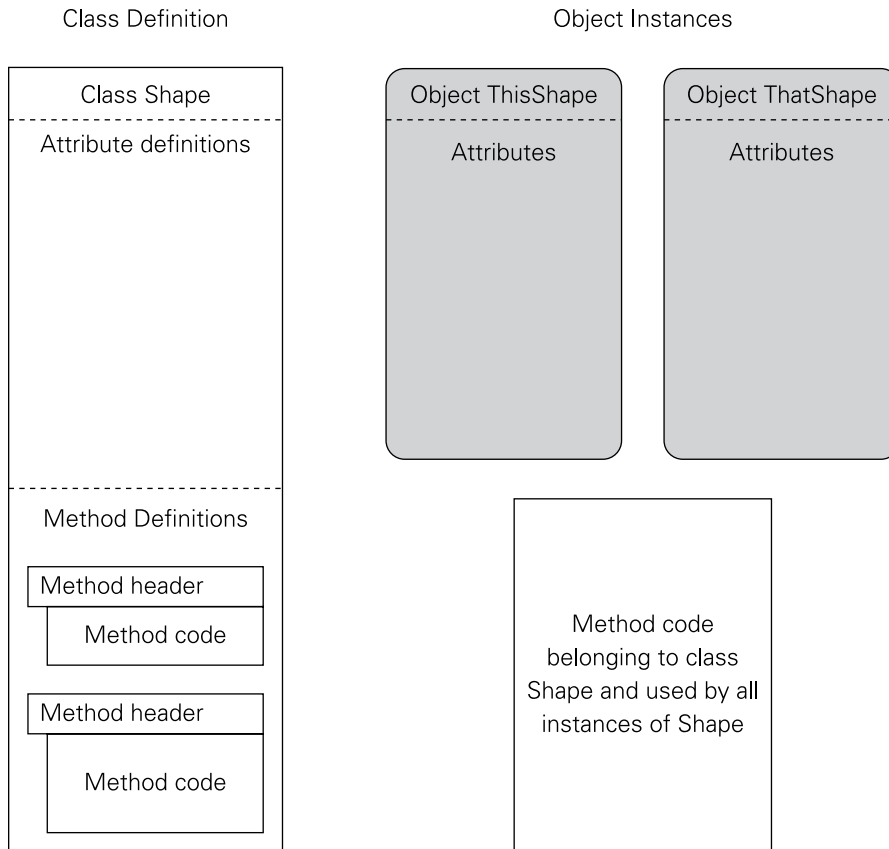 Class Definition
Object Instances
Class Shape
Attribute definitions
Method Definitions
Method header
Method code
Method header
Method code
Object ThisShape
Attributes
Object ThatShape
Attributes
Method code
belonging to class
Shape and used by all
instances of Shape